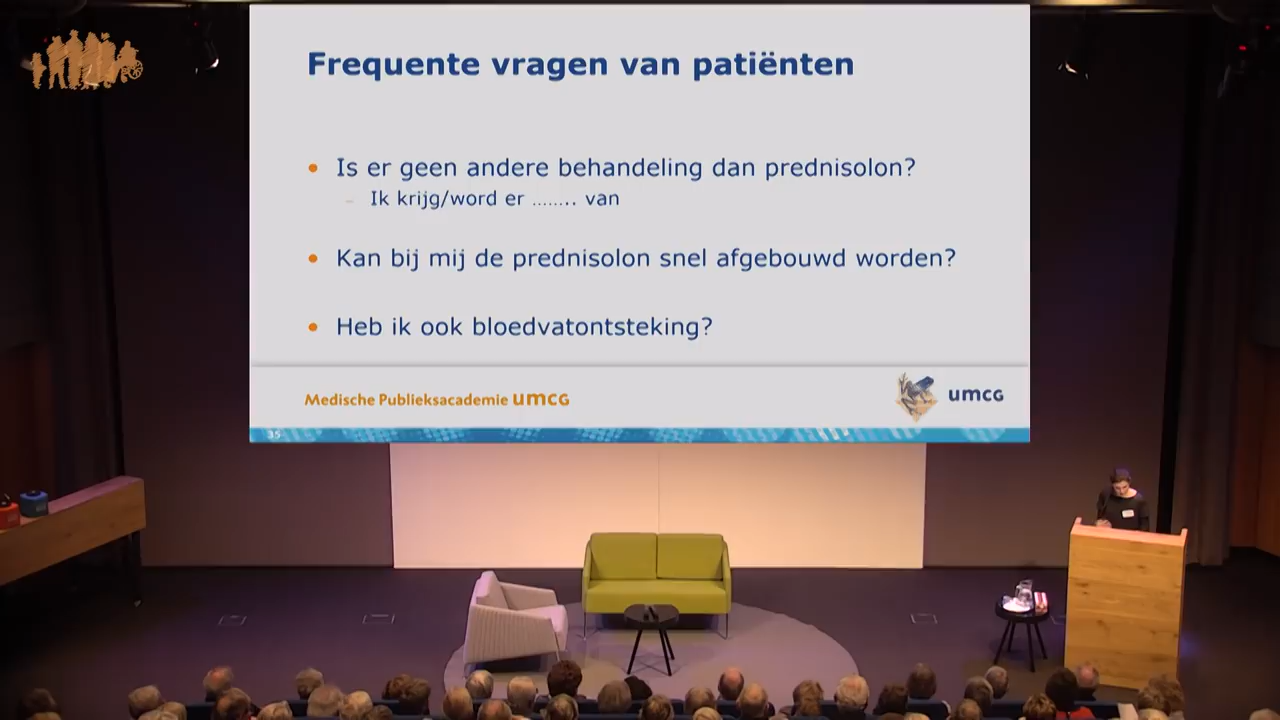 Frequente vragen van patiënten
• Is er geen andere behandeling dan prednisolon?
– Ik krijg/word er …….. van
• Kan bij mij de prednisolon snel afgebouwd worden?
• Heb ik ook bloedvatontsteking?
Medische Publieksacademie umcg
umcg
35